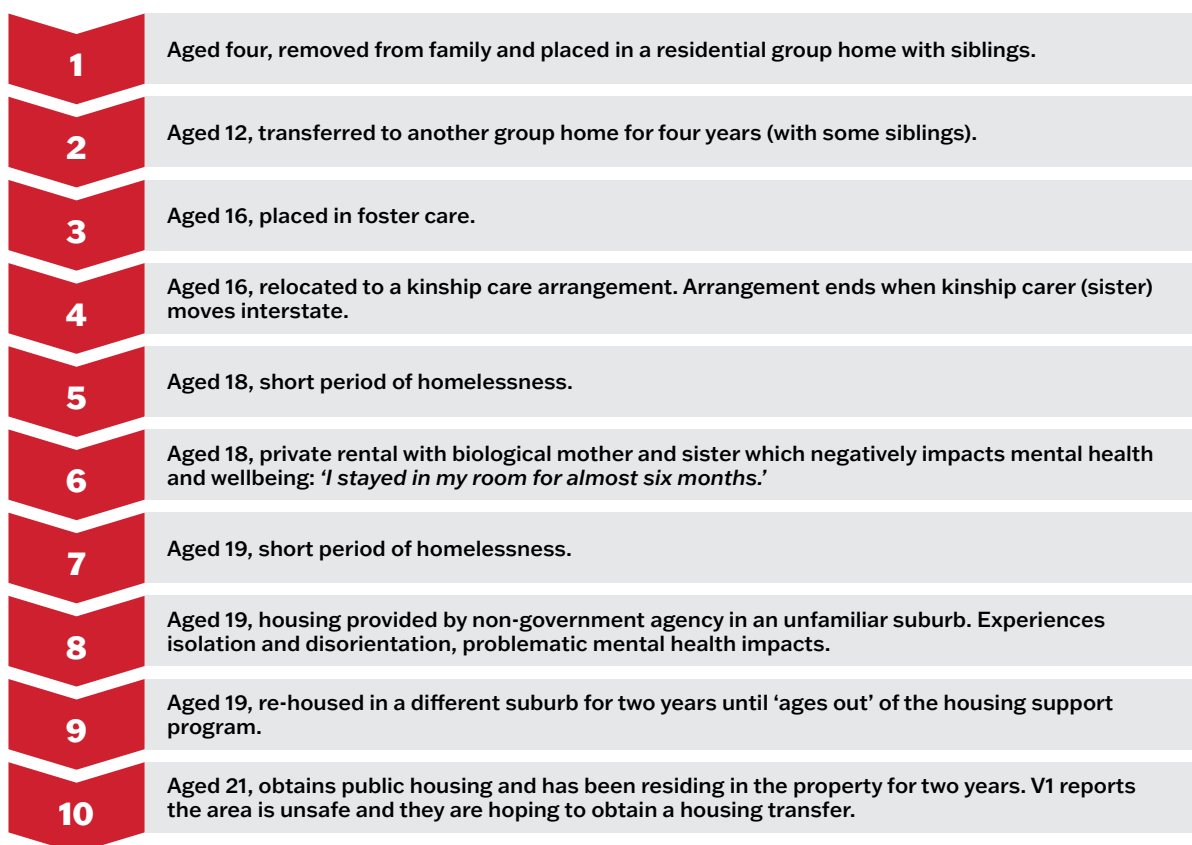 1
Aged four, removed from family and placed in a residential group home with siblings.
2
Aged 12, transferred to another group home for four years (with some siblings).
3
Aged 16, placed in foster care.
4
Aged 16, relocated to a kinship care arrangement. Arrangement ends when kinship carer (sister)
moves interstate.
5
Aged 18, short period of homelessness.
6
Aged 18, private rental with biological mother and sister which negatively impacts mental health
and wellbeing: ‘I stayed in my room for almost six months.’
7
Aged 19, short period of homelessness.
8
Aged 19, housing provided by non-government agency in an unfamiliar suburb. Experiences
isolation and disorientation, problematic mental health impacts.
9
Aged 19, re-housed in a different suburb for two years until ‘ages out’ of the housing support
program.
10
Aged 21, obtains public housing and has been residing in the property for two years. V1 reports
the area is unsafe and they are hoping to obtain a housing transfer.